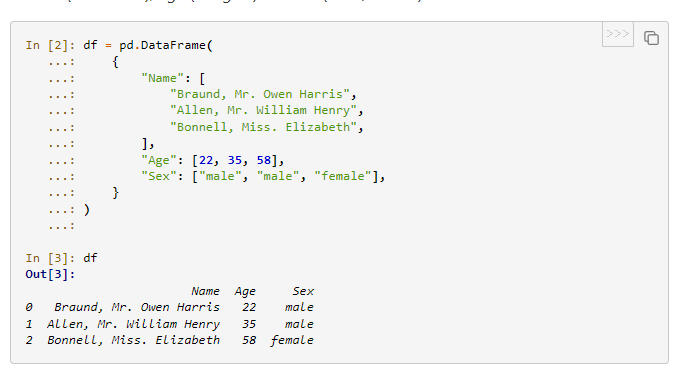 >>>
In [2]: df = pd.DataFrame(
   ...:     {
   ...:         "Name": [
   ...:             "Braund, Mr. Owen Harris",
   ...:             "Allen, Mr. William Henry",
   ...:             "Bonnell, Miss. Elizabeth",
   ...:         ],
   ...:         "Age": [22, 35, 58],
   ...:         "Sex": ["male", "male", "female"],
   ...:     }
   ...: )
   ...:
In [3]: df
Out[3]:
                       Name  Age     Sex
0   Braund, Mr. Owen Harris   22    male
1  Allen, Mr. William Henry   35    male
2  Bonnell, Miss. Elizabeth   58  female